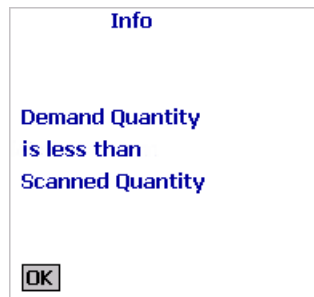 Info
Demand Quantity
is less than
Scanned Quantity
OK